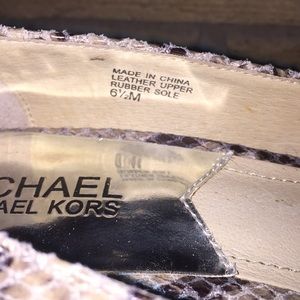 MADE IN CHINA
LEATHER UPPER
RUBBER SOLE
6½M
CHAEL
AEL KORS